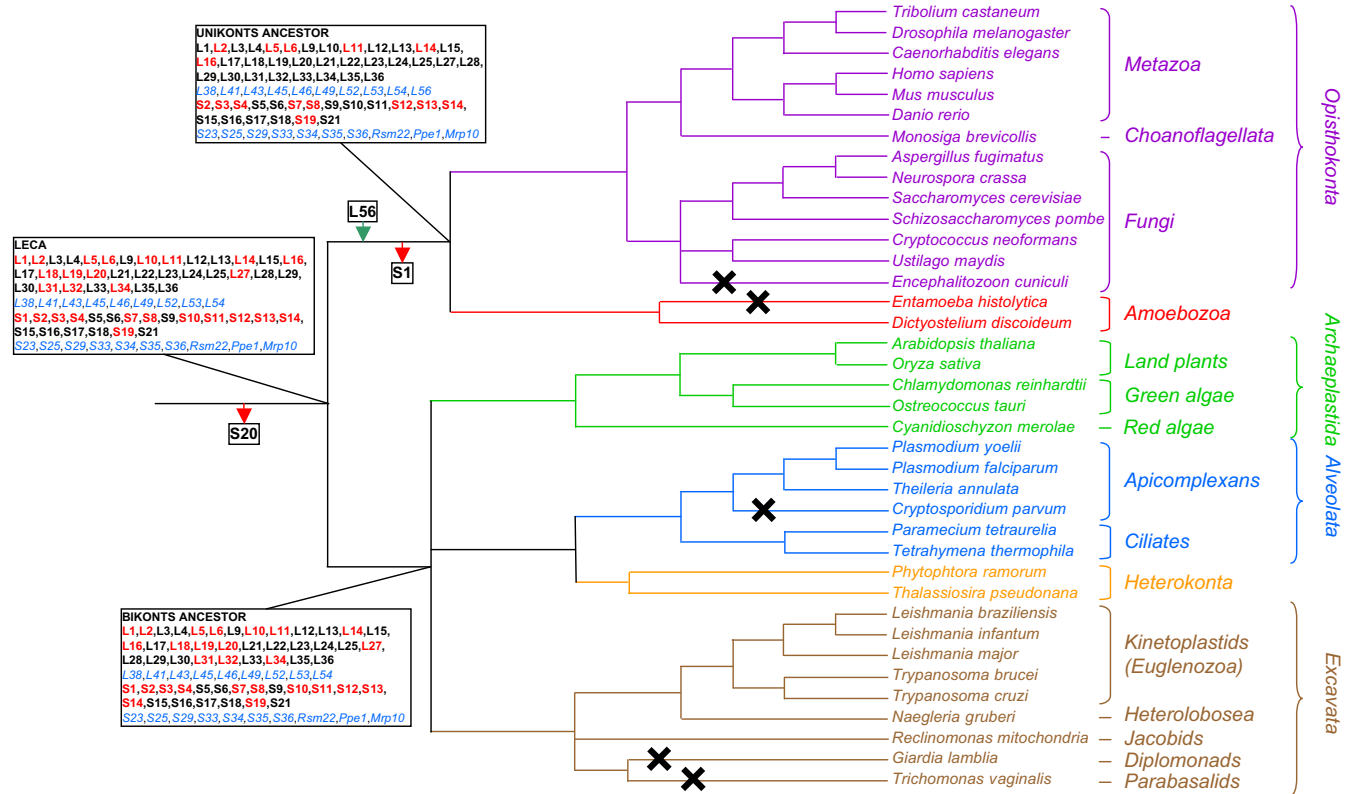 UNIKONTS ANCESTOR
L1,L2,L3,L4,L5,L6,L9,L10,L11,L12,L13,L14,L15,
L16,L17,L18,L19,L20,L21,L22,L23,L24,L25,L27,L28,
L29,L30,L31,L32,L33,L34,L35,L36
L38,L41,L43,L45,L46,L49,L52,L53,L54,L56
S2,S3,S4,S5,S6,S7,S8,S9,S10,S11,S12,S13,S14,
S15,S16,S17,S18,S19,S21
S23,S25,S29,S33,S34,S35,S36,Rsm22,Ppe1,Mrp10
L56
S1
LECA
L1,L2,L3,L4,L5,L6,L9,L10,L11,L12,L13,L14,L15,L16,
L17,L18,L19,L20,L21,L22,L23,L24,L25,L27,L28,L29,
L30,L31,L32,L33,L34,L35,L36
L38,L41,L43,L45,L46,L49,L52,L53,L54
S1,S2,S3,S4,S5,S6,S7,S8,S9,S10,S11,S12,S13,S14,
S15,S16,S17,S18,S19,S21
S23,S25,S29,S33,S34,S35,S36,Rsm22,Ppe1,Mrp10
S20
BIKONTS ANCESTOR
L1,L2,L3,L4,L5,L6,L9,L10,L11,L12,L13,L14,L15,
L16,L17,L18,L19,L20,L21,L22,L23,L24,L25,L27,
L28,L29,L30,L31,L32,L33,L34,L35,L36
L38,L41,L43,L45,L46,L49,L52,L53,L54
S1,S2,S3,S4,S5,S6,S7,S8,S9,S10,S11,S12,S13,
S14,S15,S16,S17,S18,S19,S21
S23,S25,S29,S33,S34,S35,S36,Rsm22,Ppe1,Mrp10
Tribolium castaneum
Drosophila melanogaster
Caenorhabditis elegans
Homo sapiens
Mus musculus
Danio rerio
Monosiga brevicollis
Aspergillus fugimatus
Neurospora crassa
Saccharomyces cerevisiae
Schizosaccharomyces pombe
Cryptococcus neoformans
Ustilago maydis
Encephalitozoon cuniculi
Entamoeba histolytica
Dictyostelium discoideum
Arabidopsis thaliana
Oryza sativa
Chlamydomonas reinhardtii
Ostreococcus tauri
Cyanidioschyzon merolae
Plasmodium yoelii
Plasmodium falciparum
Theileria annulata
Cryptosporidium parvum
Paramecium tetraurelia
Tetrahymena thermophila
Phytophtora ramorum
Thalassiosira pseudonana
Leishmania braziliensis
Leishmania infantum
Leishmania major
Trypanosoma brucei
Trypanosoma cruzi
Naegleria gruberi
Reclinomonas mitochondria
Giardia lamblia
Trichomonas vaginalis
Metazoa
Choanoflagellata
Fungi
Amoebozoa
Land plants
Green algae
Red algae
Apicomplexans
Ciliates
Heterokonta
Kinetoplastids
(Euglenozoa)
Heterolobosea
Jacobids
Diplomonads
Parabasalids
Opisthokonta
Archaeplastida
Alveolata
Excavata